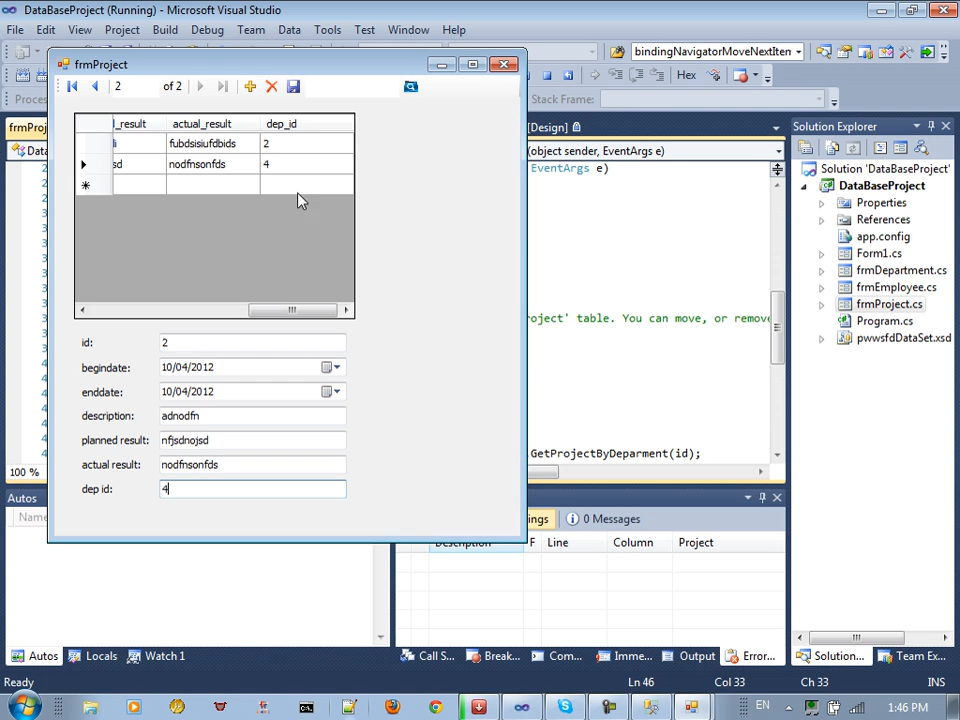 DataBaseProject (Running) - Microsoft Visual Studio
File Edit View Project Build Debug Team Data Tools Test Window Help
bindingNavigatorMoveNextItem
frmProject
2 of 2
Hex
Stack Frame:
l_result actual_result dep_id
li fubdsisiufdbids 2
sd nodfnsonfds 4
[Design]
(object sender, EventArgs e)
EventArgs e)
oject' table. You can move, or remove
.GetProjectByDeparment(id);
Solution Explorer
Solution 'DataBaseProject'
DataBaseProject
Properties
References
app.config
Form1.cs
frmDepartment.cs
frmEmployee.cs
frmProject.cs
Program.cs
pwwsfdDataSet.xsd
id: 2
begindate: 10/04/2012
enddate: 10/04/2012
description: adnodfn
planned result: nfjsdnojsd
actual result: nodfnsonfds
dep id: 4
100 %
Autos
ngs 0 Messages
Description F Line Column Project
Autos Locals Watch 1
Call S... Break... Com... Imme... Output Error...
Solution... Team Ex...
Ready Ln 46 Col 33 Ch 33 INS
EN 1:46 PM